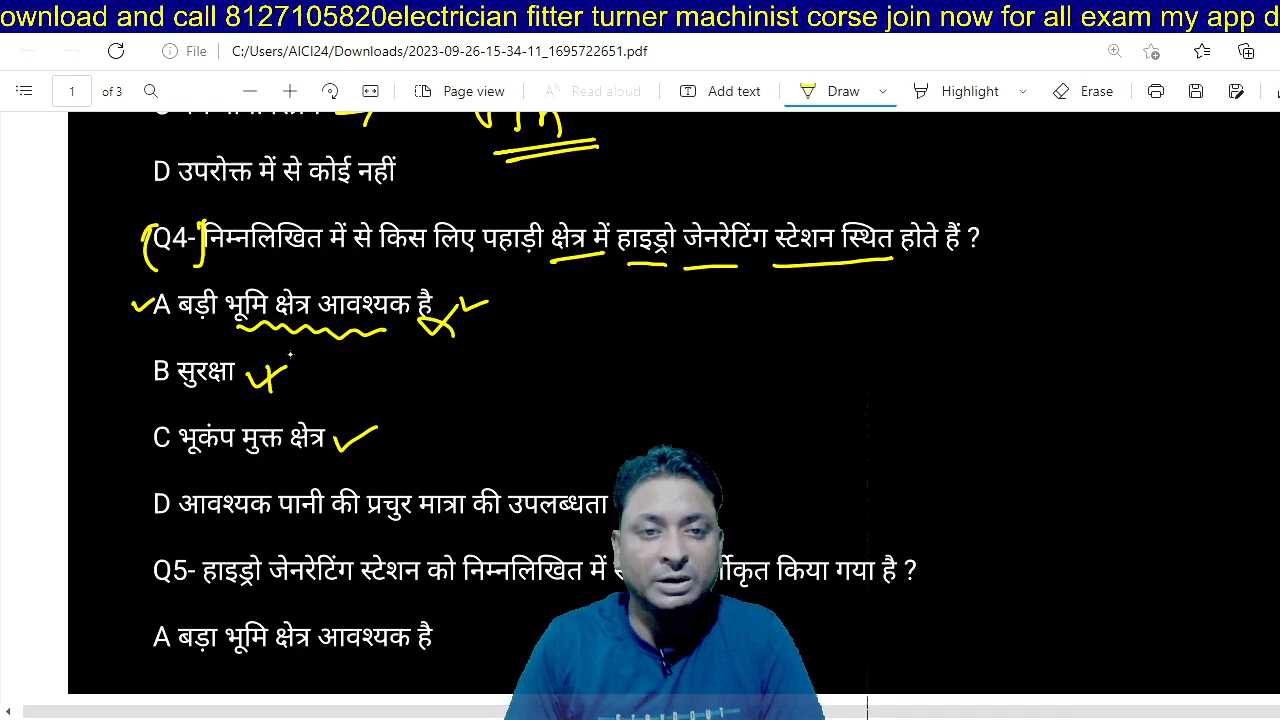 ownload and call 8127105820electrician fitter turner machinist corse join now for all exam my app d
File C:/Users/AICI24/Downloads/2023-09-26-15-34-11_1695722651.pdf
1 of 3 Page view Read aloud Add text Draw Highlight Erase
D उपरोक्त में से कोई नहीं
Q4- निम्नलिखित में से किस लिए पहाड़ी क्षेत्र में हाइड्रो जेनरेटिंग स्टेशन स्थित होते हैं ?
A बड़ी भूमि क्षेत्र आवश्यक है
B सुरक्षा
C भूकंप मुक्त क्षेत्र
D आवश्यक पानी की प्रचुर मात्रा की उपलब्धता
Q5- हाइड्रो जेनरेटिंग स्टेशन को निम्नलिखित में किया गया है ?
A बड़ा भूमि क्षेत्र आवश्यक है